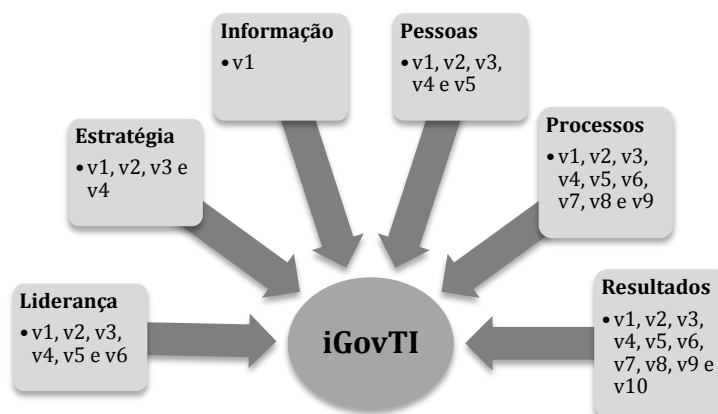 Informação
• v1
Pessoas
• v1, v2, v3,
v4 e v5
Estratégia
• v1, v2, v3 e
v4
Processos
• v1, v2, v3,
v4, v5, v6,
v7, v8 e v9
Liderança
• v1, v2, v3,
v4, v5 e v6
Resultados
• v1, v2, v3,
v4, v5, v6,
v7, v8, v9 e
v10
iGovTI